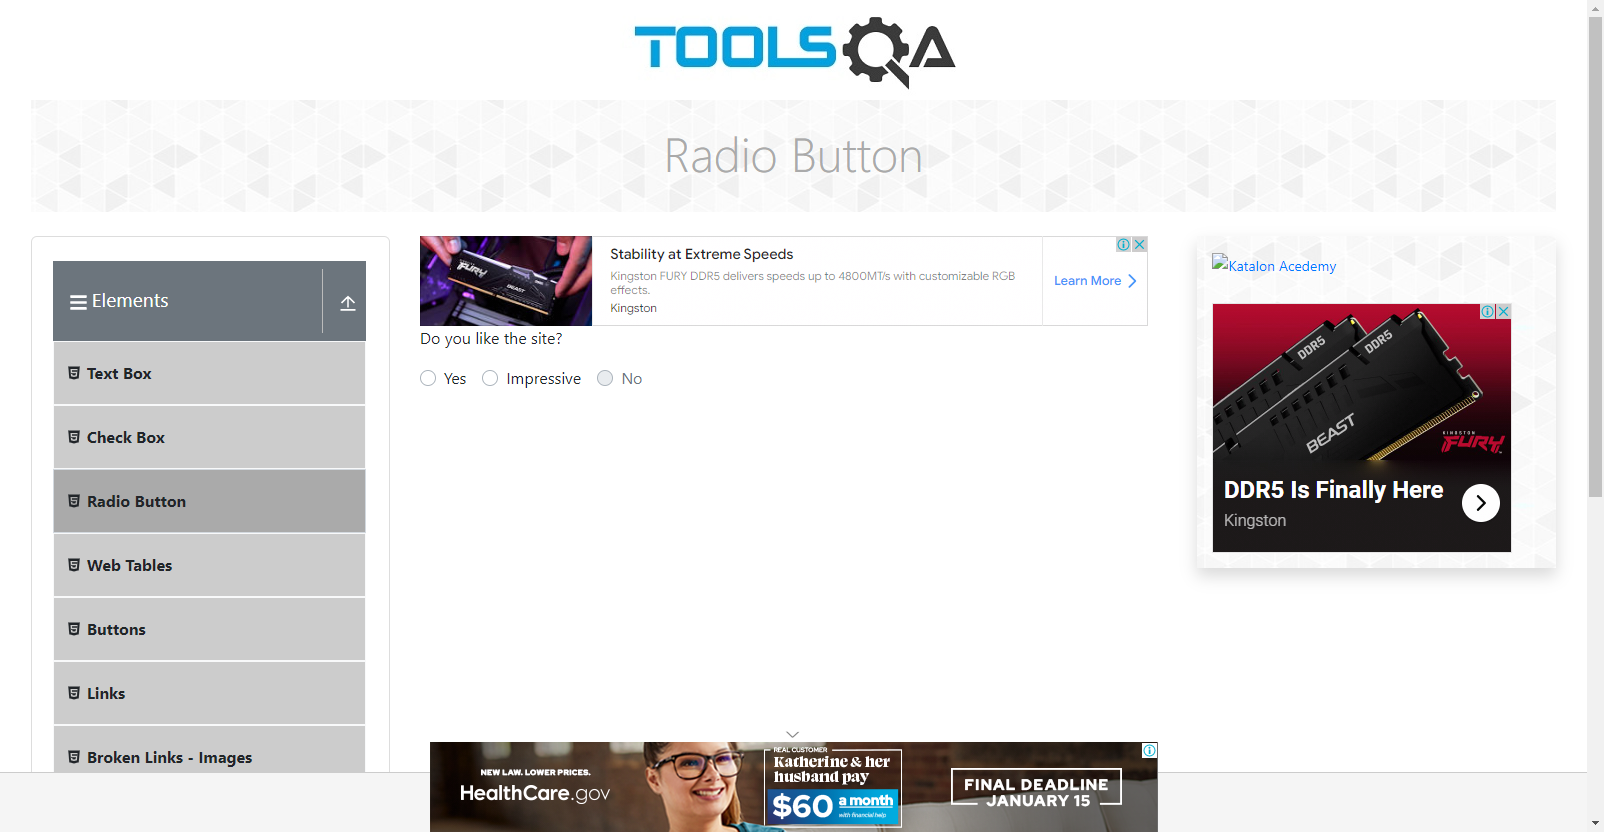 TOOLSQA
Radio Button
Elements
Text Box
Check Box
Radio Button
Web Tables
Buttons
Links
Broken Links - Images
Stability at Extreme Speeds
Kingston FURY DDR5 delivers speeds up to 4800MT/s with customizable RGB
effects.
Kingston
Learn More
FURY
BEAST
Do you like the site?
Yes
Impressive
No
Katalon Acedemy
DDR5
DDR5
BEAST
KINGSTON
FURY
DDR5 Is Finally Here
Kingston
NEW LAW. LOWER PRICES.
HealthCare.gov
REAL CUSTOMER
Katherine & her
husband pay
$60 a month
with financial help
FINAL DEADLINE
JANUARY 15